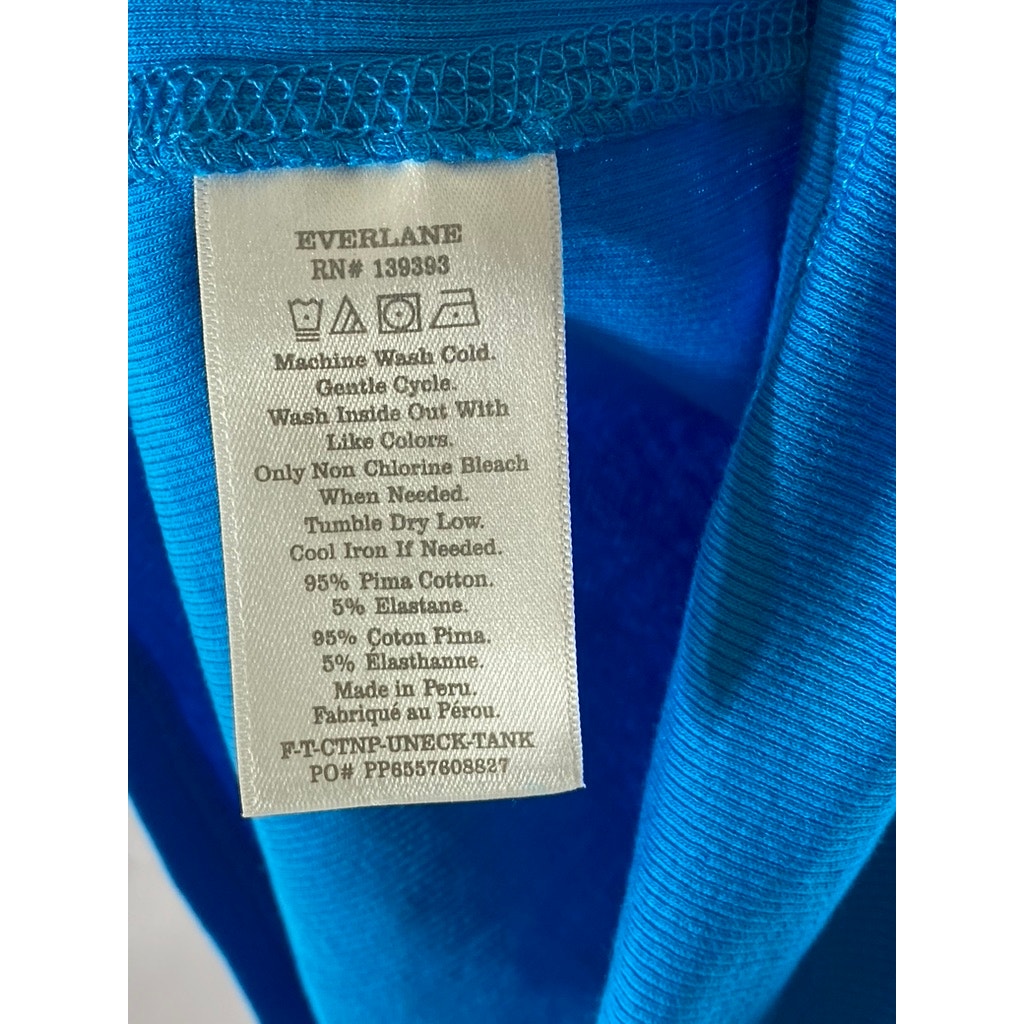 EVERLANE
RN# 139393
Machine Wash Cold.
Gentle Cycle.
Wash Inside Out With
Like Colors.
Only Non Chlorine Bleach
When Needed.
Tumble Dry Low.
Cool Iron If Needed.
95% Pima Cotton.
5% Elastane.
95% Coton Pima.
5% Élasthanne.
Made in Peru.
Fabriqué au Pérou.
F-T-CTNP-UNECK-TANK
PO# PP6557608827